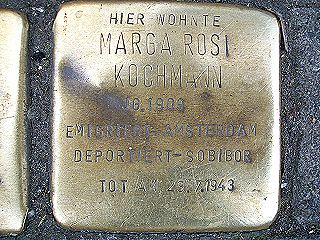 HIER WOHNTE
MARGA ROSI
KOCHMANN
JG. 1909
EMIGRIERT-AMSTERDAM
DEPORTIERT-SOBIBOR
TOT AM 23.7.1943